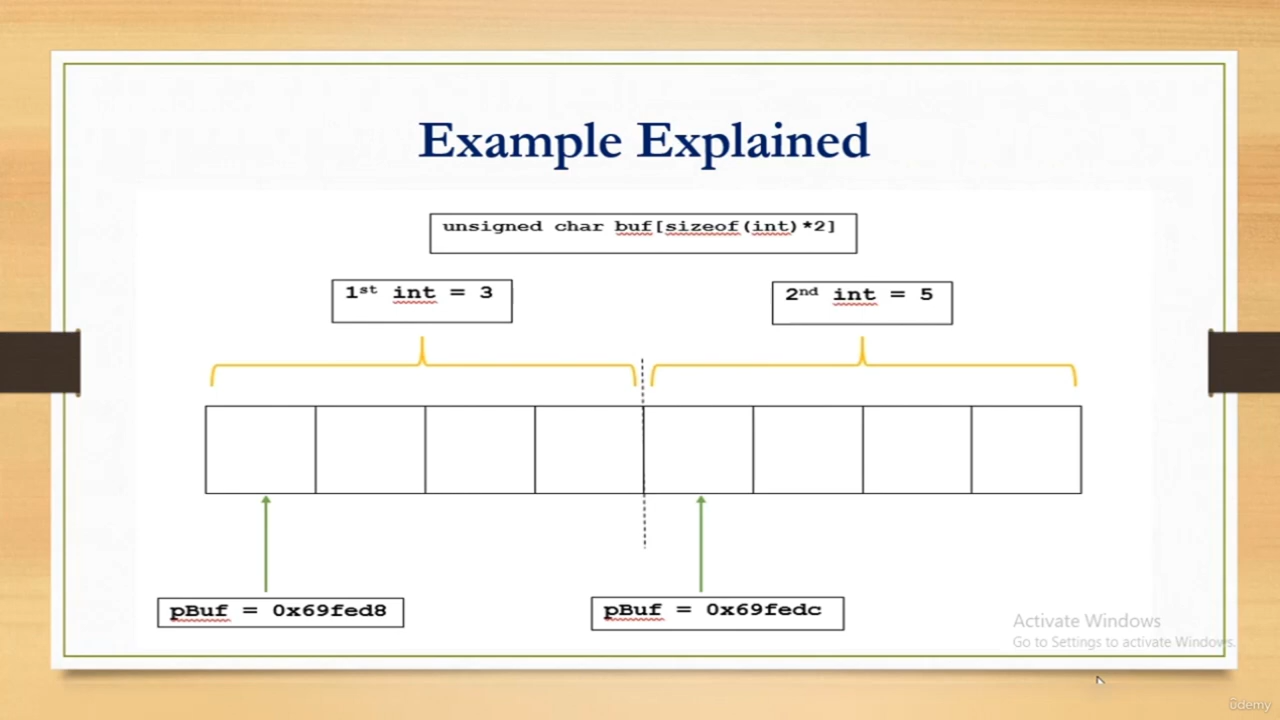 Example Explained
unsigned char buf[sizeof(int)*2]
1st int = 3
2nd int = 5
pBuf = 0x69fed8
pBuf = 0x69fedc
Activate Windows
Go to Settings to activate Windows.
ûdemy